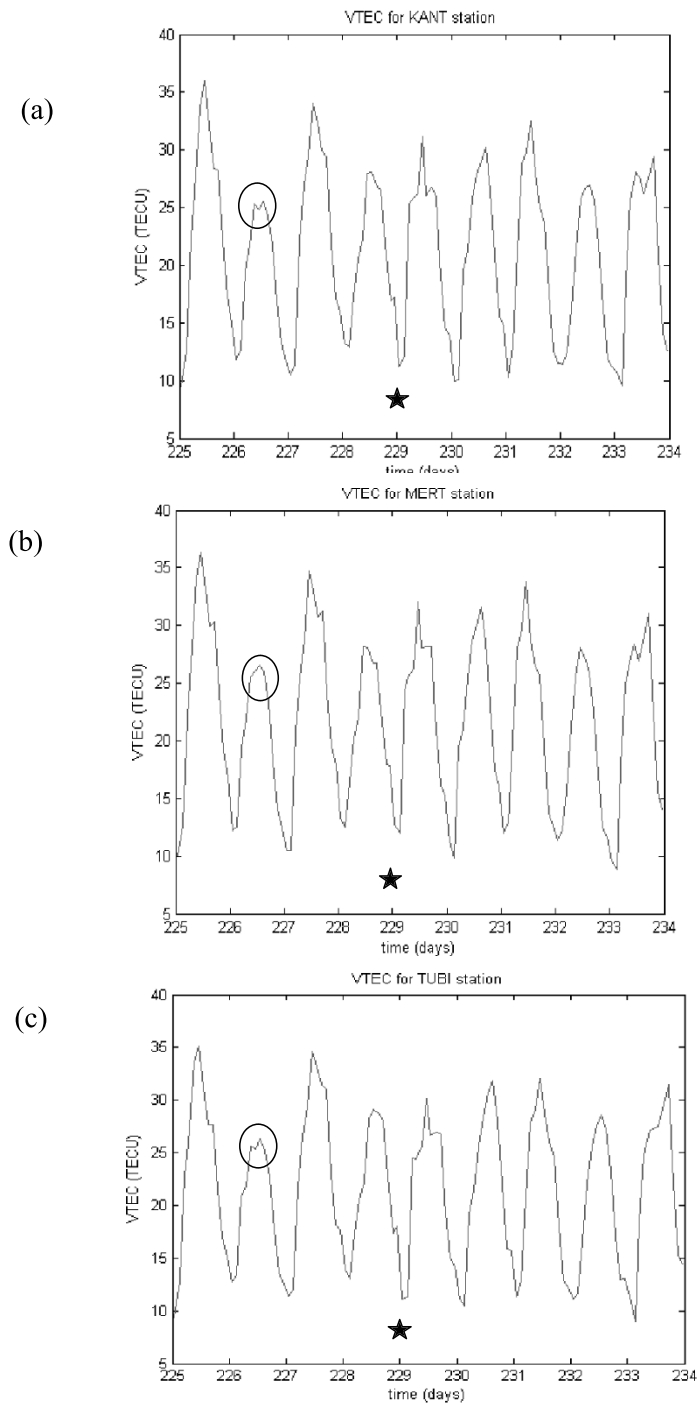 (a)
VTEC for KANT station
40
35
30
25
20
15
10
5
VTEC (TECU)
225 226 227 228 229 230 231 232 233 234
time (days)
(b)
VTEC for MERT station
40
35
30
25
20
15
10
5
VTEC (TECU)
225 226 227 228 229 230 231 232 233 234
time (days)
(c)
VTEC for TUBI station
40
35
30
25
20
15
10
5
VTEC (TECU)
225 226 227 228 229 230 231 232 233 234
time (days)